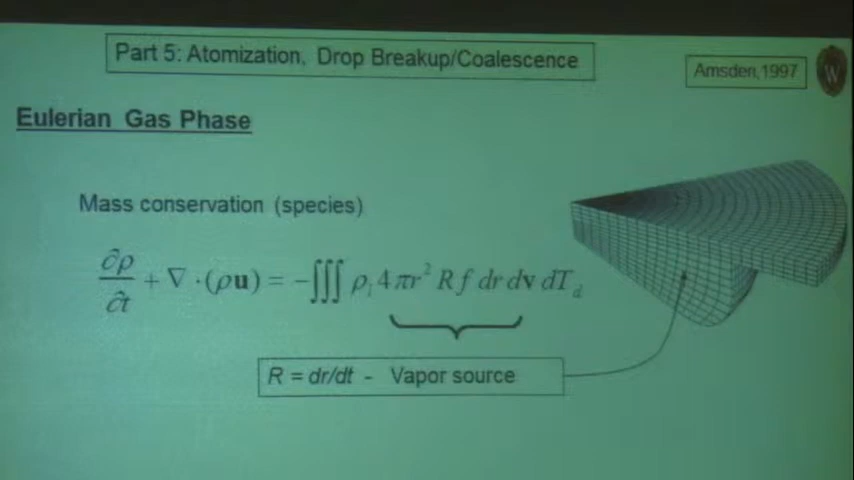 Part 5: Atomization, Drop Breakup/Coalescence
Amsden,1997
W
Eulerian Gas Phase
Mass conservation (species)
∂ρ/∂t + ∇·(ρu) = −∭ ρ_l 4πr² R f dr dv dT_d
R = dr/dt - Vapor source